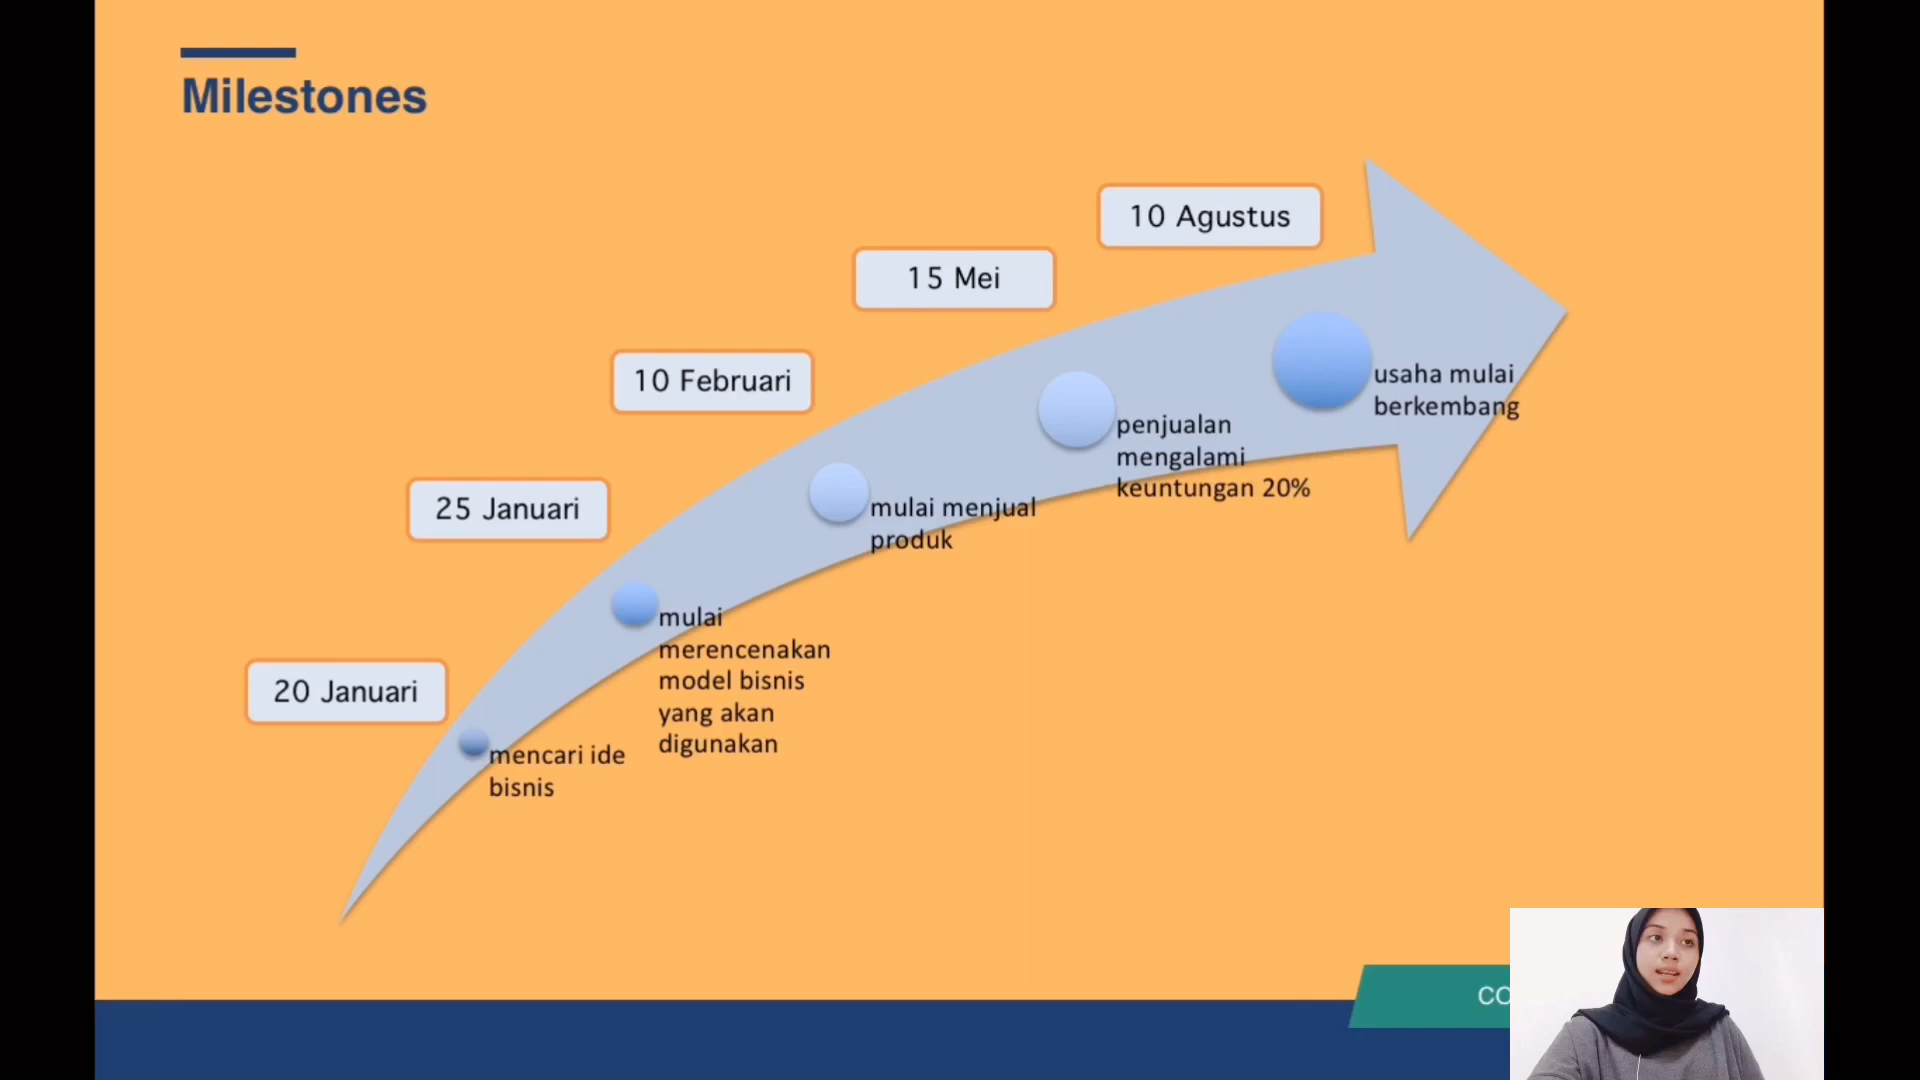 Milestones
20 Januari
mencari ide
bisnis
25 Januari
mulai
merencenakan
model bisnis
yang akan
digunakan
10 Februari
mulai menjual
produk
15 Mei
penjualan
mengalami
keuntungan 20%
10 Agustus
usaha mulai
berkembang